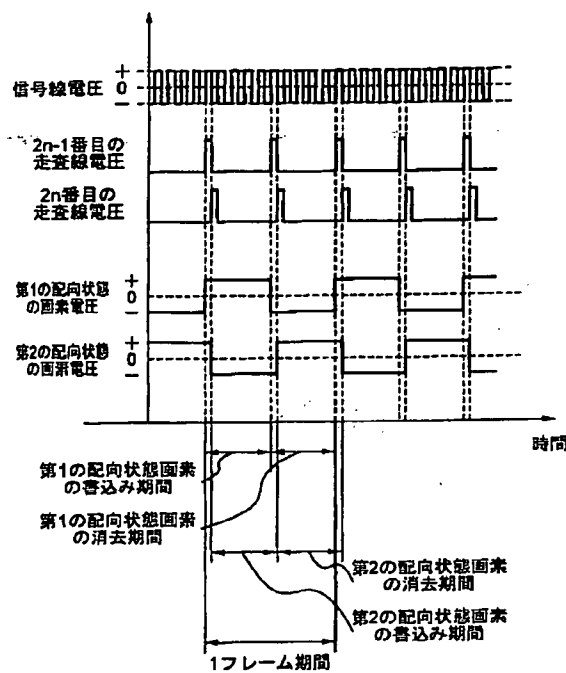 信号線電圧
+
0
−
2n-1番目の
走査線電圧
2n番目の
走査線電圧
第1の配向状態
の画素電圧
+
0
−
第2の配向状態
の画素電圧
+
0
−
時間
第1の配向状態画素
の書込み期間
第1の配向状態画素
の消去期間
第2の配向状態画素
の消去期間
第2の配向状態画素
の書込み期間
1フレーム期間